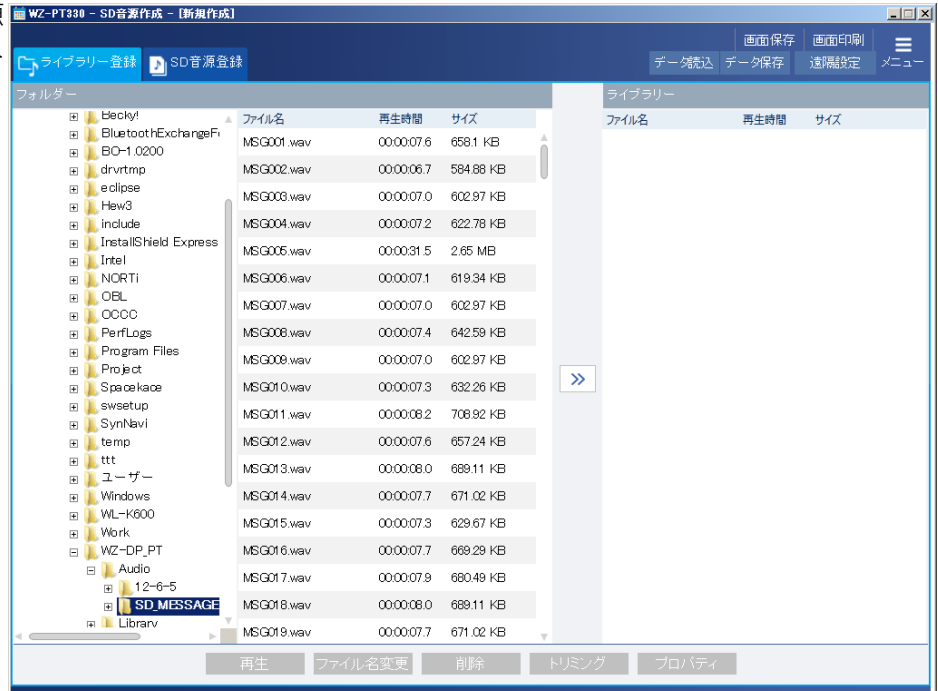 WZ-PT330 - SD音源作成 - [新規作成]
画面保存 画面印刷
ライブラリー登録 SD音源登録 データ読込 データ保存 遠隔設定 メニュー
フォルダー ライブラリー
Becky!
BluetoothExchangeF
BO-1.0200
drvrtmp
eclipse
Hew3
include
InstallShield Express
Intel
NORTi
OBL
OCCC
PerfLogs
Program Files
Project
Spacekace
swsetup
SynNavi
temp
ttt
ユーザー
Windows
WL-K600
Work
WZ-DP_PT
Audio
12-6-5
SD_MESSAGE
Library
ファイル名 再生時間 サイズ
MSG001.wav 00:00:07.6 658.1 KB
MSG002.wav 00:00:06.7 584.88 KB
MSG003.wav 00:00:07.0 602.97 KB
MSG004.wav 00:00:07.2 622.78 KB
MSG005.wav 00:00:31.5 2.65 MB
MSG006.wav 00:00:07.1 619.34 KB
MSG007.wav 00:00:07.0 602.97 KB
MSG008.wav 00:00:07.4 642.59 KB
MSG009.wav 00:00:07.0 602.97 KB
MSG010.wav 00:00:07.3 632.26 KB
MSG011.wav 00:00:08.2 708.92 KB
MSG012.wav 00:00:07.6 657.24 KB
MSG013.wav 00:00:08.0 689.11 KB
MSG014.wav 00:00:07.7 671.02 KB
MSG015.wav 00:00:07.3 629.67 KB
MSG016.wav 00:00:07.7 669.29 KB
MSG017.wav 00:00:07.9 680.49 KB
MSG018.wav 00:00:08.0 689.11 KB
MSG019.wav 00:00:07.7 671.02 KB
ファイル名 再生時間 サイズ
再生 ファイル名変更 削除 トリミング プロパティ